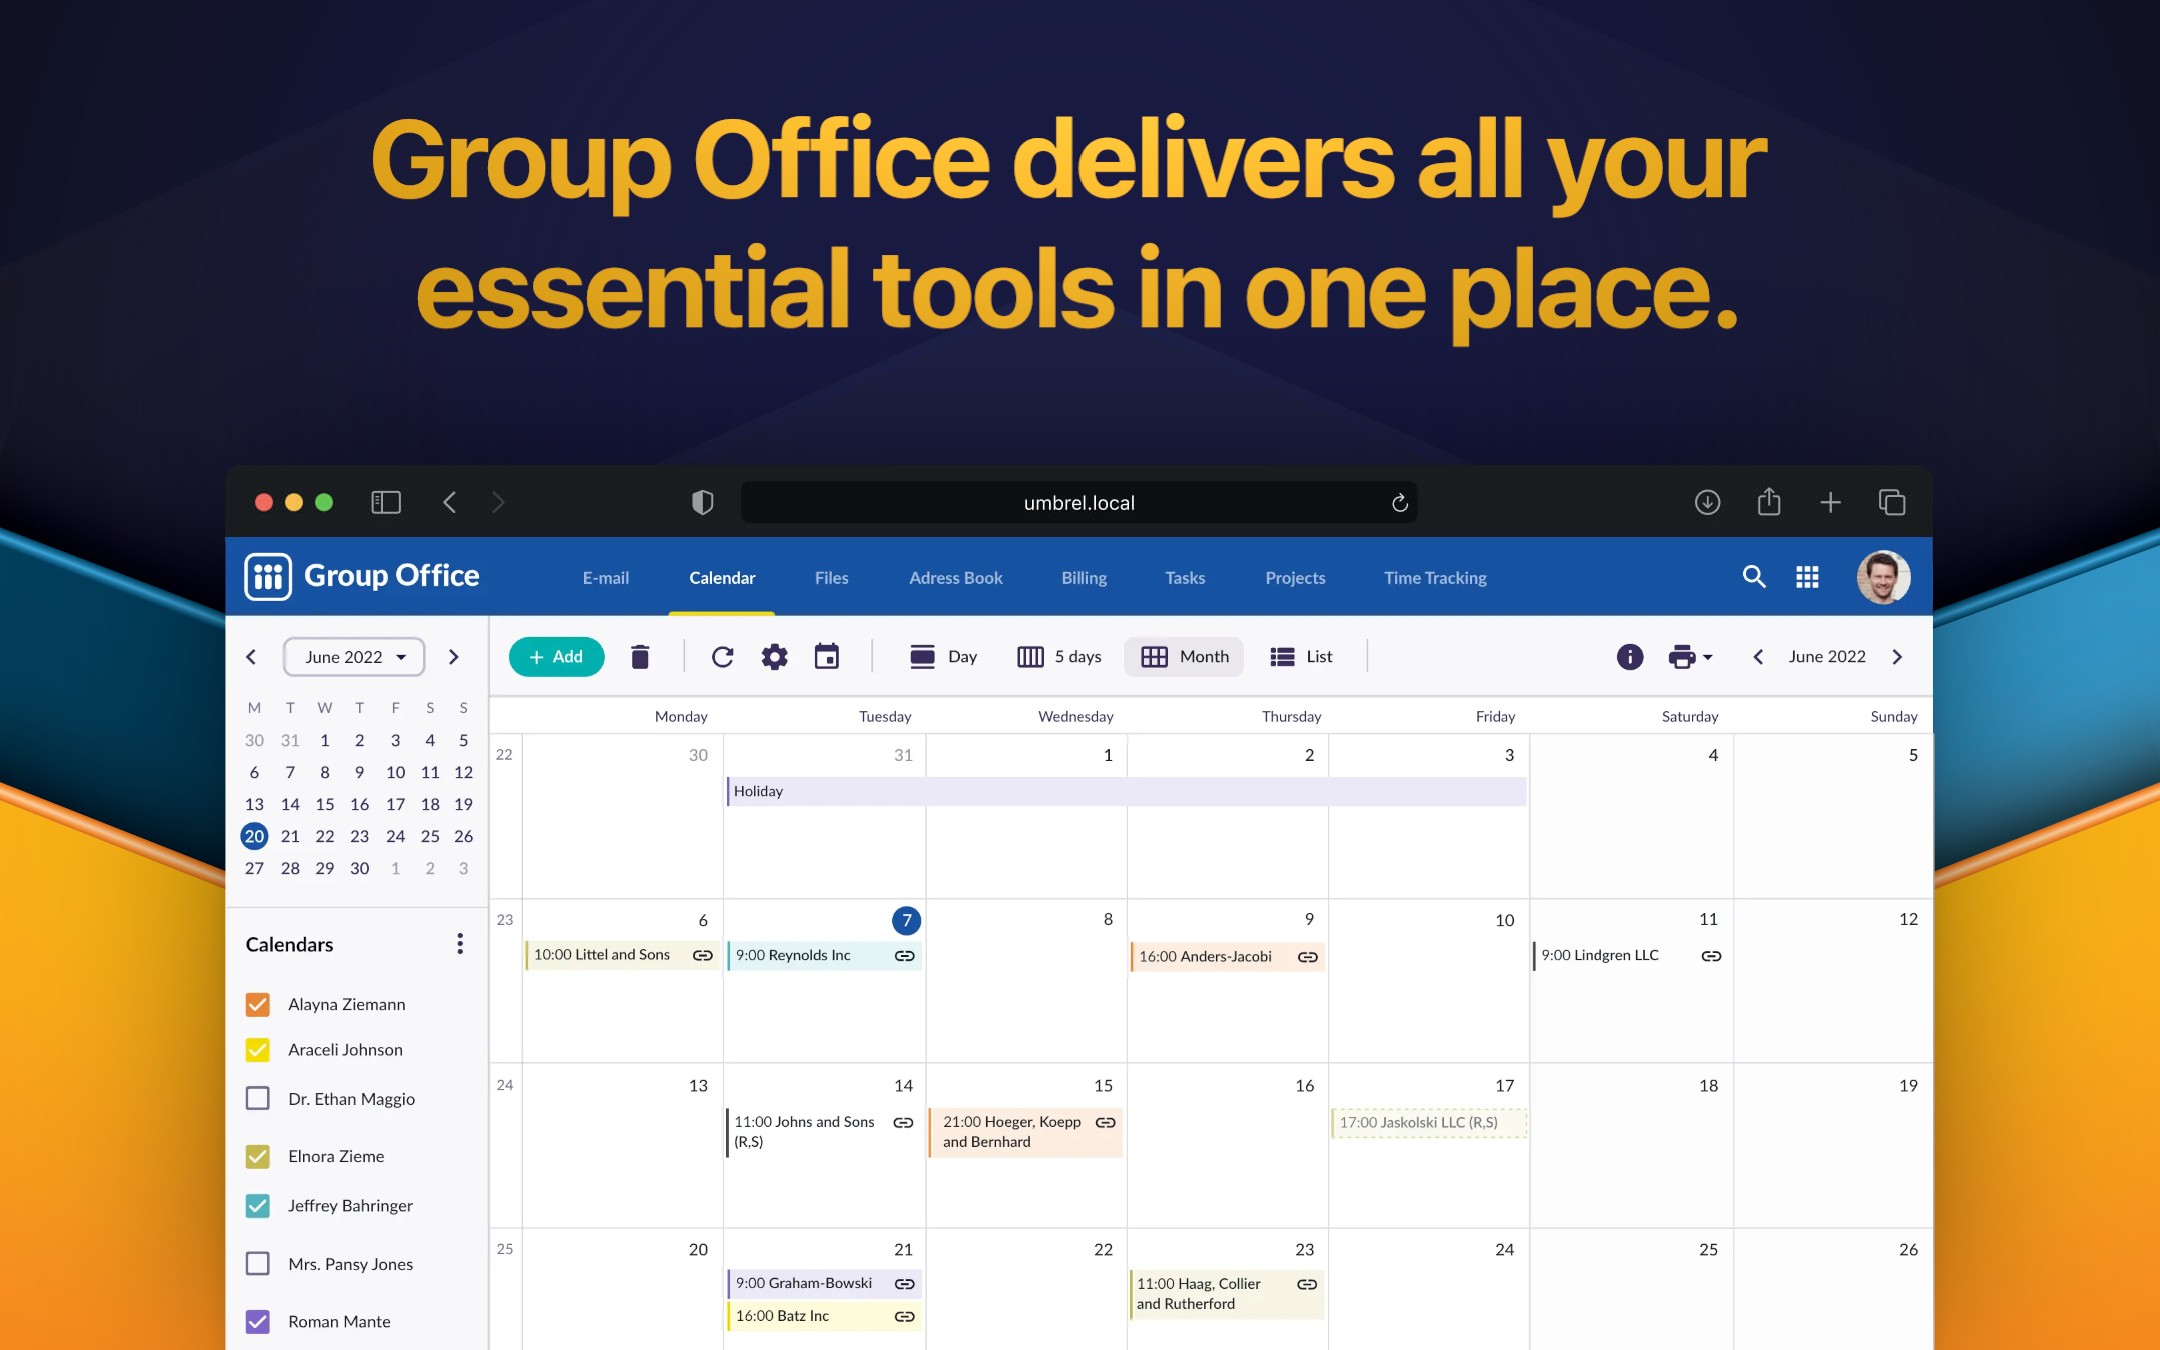 Group Office delivers all your
essential tools in one place.
umbrel.local
Group Office
E-mail
Calendar
Files
Adress Book
Billing
Tasks
Projects
Time Tracking
June 2022
+ Add
Day
5 days
Month
List
June 2022
M T W T F S S
30 31 1 2 3 4 5
6 7 8 9 10 11 12
13 14 15 16 17 18 19
20 21 22 23 24 25 26
27 28 29 30 1 2 3
Calendars
Alayna Ziemann
Araceli Johnson
Dr. Ethan Maggio
Elnora Zieme
Jeffrey Bahringer
Mrs. Pansy Jones
Roman Mante
Monday Tuesday Wednesday Thursday Friday Saturday Sunday
22 30 31 1 2 3 4 5
Holiday
23 6 7 8 9 10 11 12
10:00 Littel and Sons
9:00 Reynolds Inc
16:00 Anders-Jacobi
9:00 Lindgren LLC
24 13 14 15 16 17 18 19
11:00 Johns and Sons
(R,S)
21:00 Hoeger, Koepp
and Bernhard
17:00 Jaskolski LLC (R,S)
25 20 21 22 23 24 25 26
9:00 Graham-Bowski
16:00 Batz Inc
11:00 Haag, Collier
and Rutherford